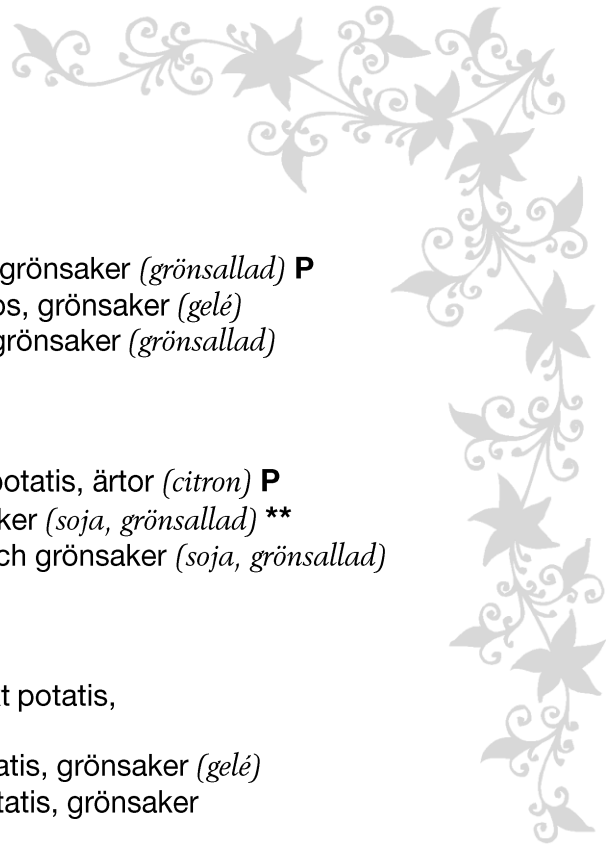 grönsaker (grönsallad) P
os, grönsaker (gelé)
grönsaker (grönsallad)
potatis, ärtor (citron) P
ker (soja, grönsallad) **
ch grönsaker (soja, grönsallad)
t potatis,
atis, grönsaker (gelé)
tatis, grönsaker